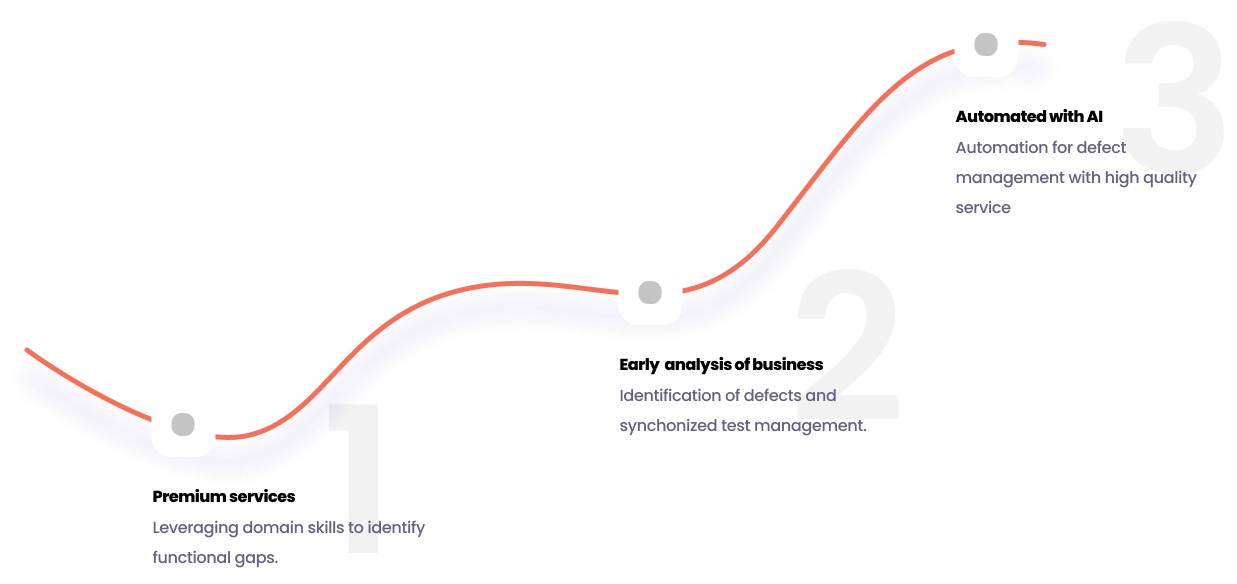 3
Automated with AI
Automation for defect
management with high quality
service
2
Early analysis of business
Identification of defects and
synchonized test management.
1
Premium services
Leveraging domain skills to identify
functional gaps.